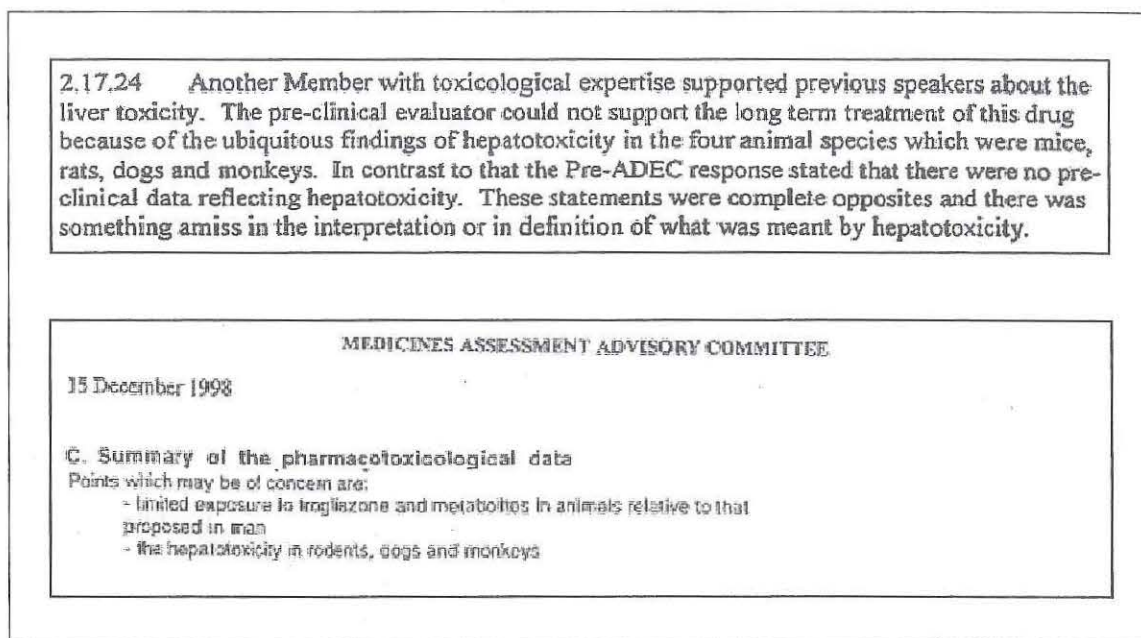 2.17.24 Another Member with toxicological expertise supported previous speakers about the
liver toxicity. The pre-clinical evaluator could not support the long term treatment of this drug
because of the ubiquitous findings of hepatotoxicity in the four animal species which were mice,
rats, dogs and monkeys. In contrast to that the Pre-ADEC response stated that there were no pre-
clinical data reflecting hepatotoxicity. These statements were complete opposites and there was
something amiss in the interpretation or in definition of what was meant by hepatotoxicity.
MEDICINES ASSESSMENT ADVISORY COMMITTEE
15 December 1998
C. Summary of the pharmacotoxicological data
Points which may be of concern are:
- limited exposure to trogliazone and metabolites in animals relative to that
proposed in man
- the hepatotoxicity in rodents, dogs and monkeys